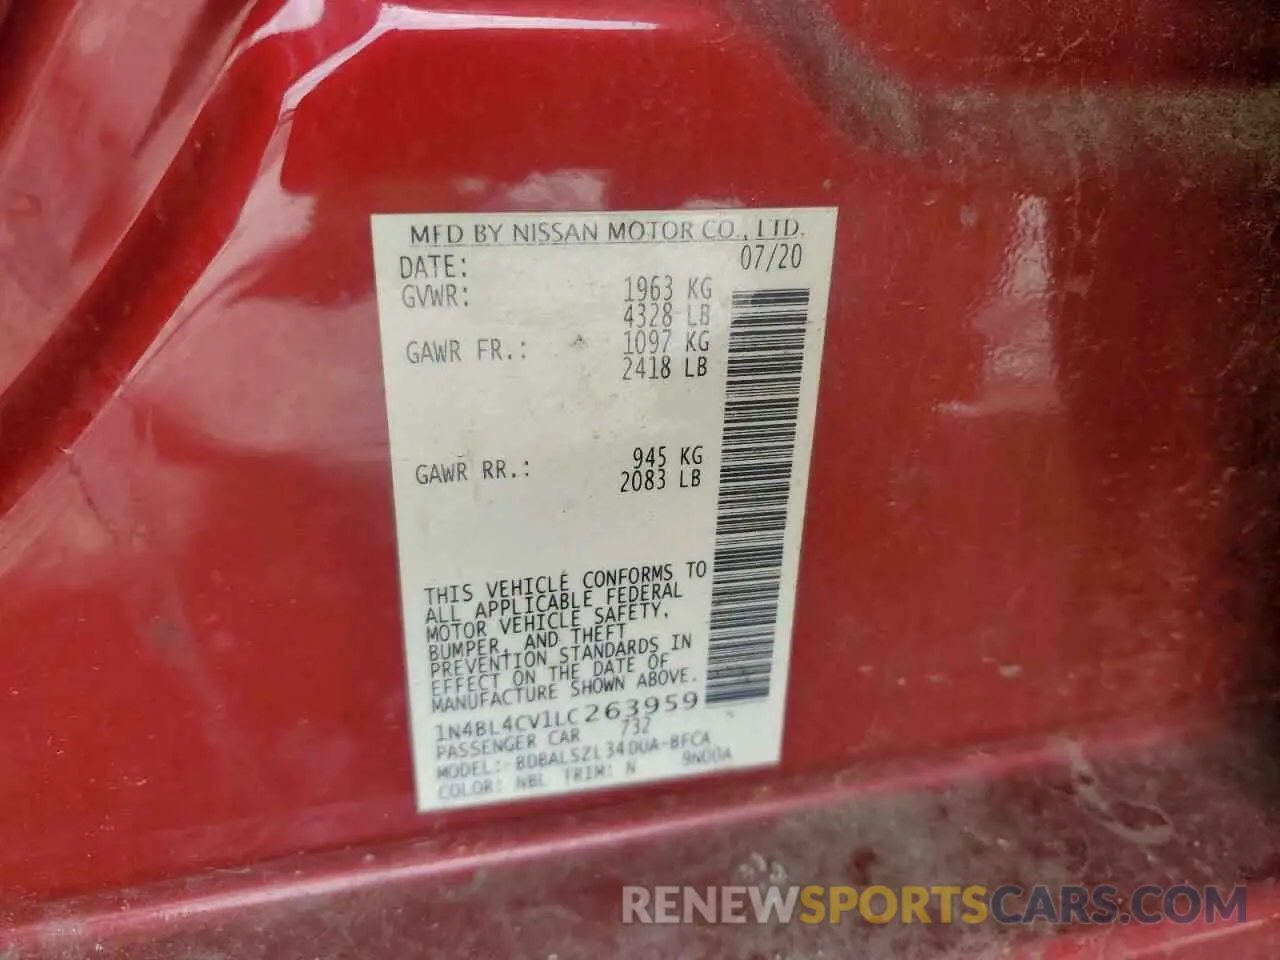 MFD BY NISSAN MOTOR CO., LTD.
DATE: 07/20
GVWR: 1963 KG
4328 LB
GAWR FR.: 1097 KG
2418 LB
GAWR RR.: 945 KG
2083 LB
THIS VEHICLE CONFORMS TO
ALL APPLICABLE FEDERAL
MOTOR VEHICLE SAFETY,
BUMPER, AND THEFT
PREVENTION STANDARDS IN
EFFECT ON THE DATE OF
MANUFACTURE SHOWN ABOVE.
1N4BL4CV1LC263959
PASSENGER CAR 732
MODEL: BDBALSZL34DUA-BFCA
COLOR: NBL TRIM: N 9N00A
RENEWSPORTSCARS.COM